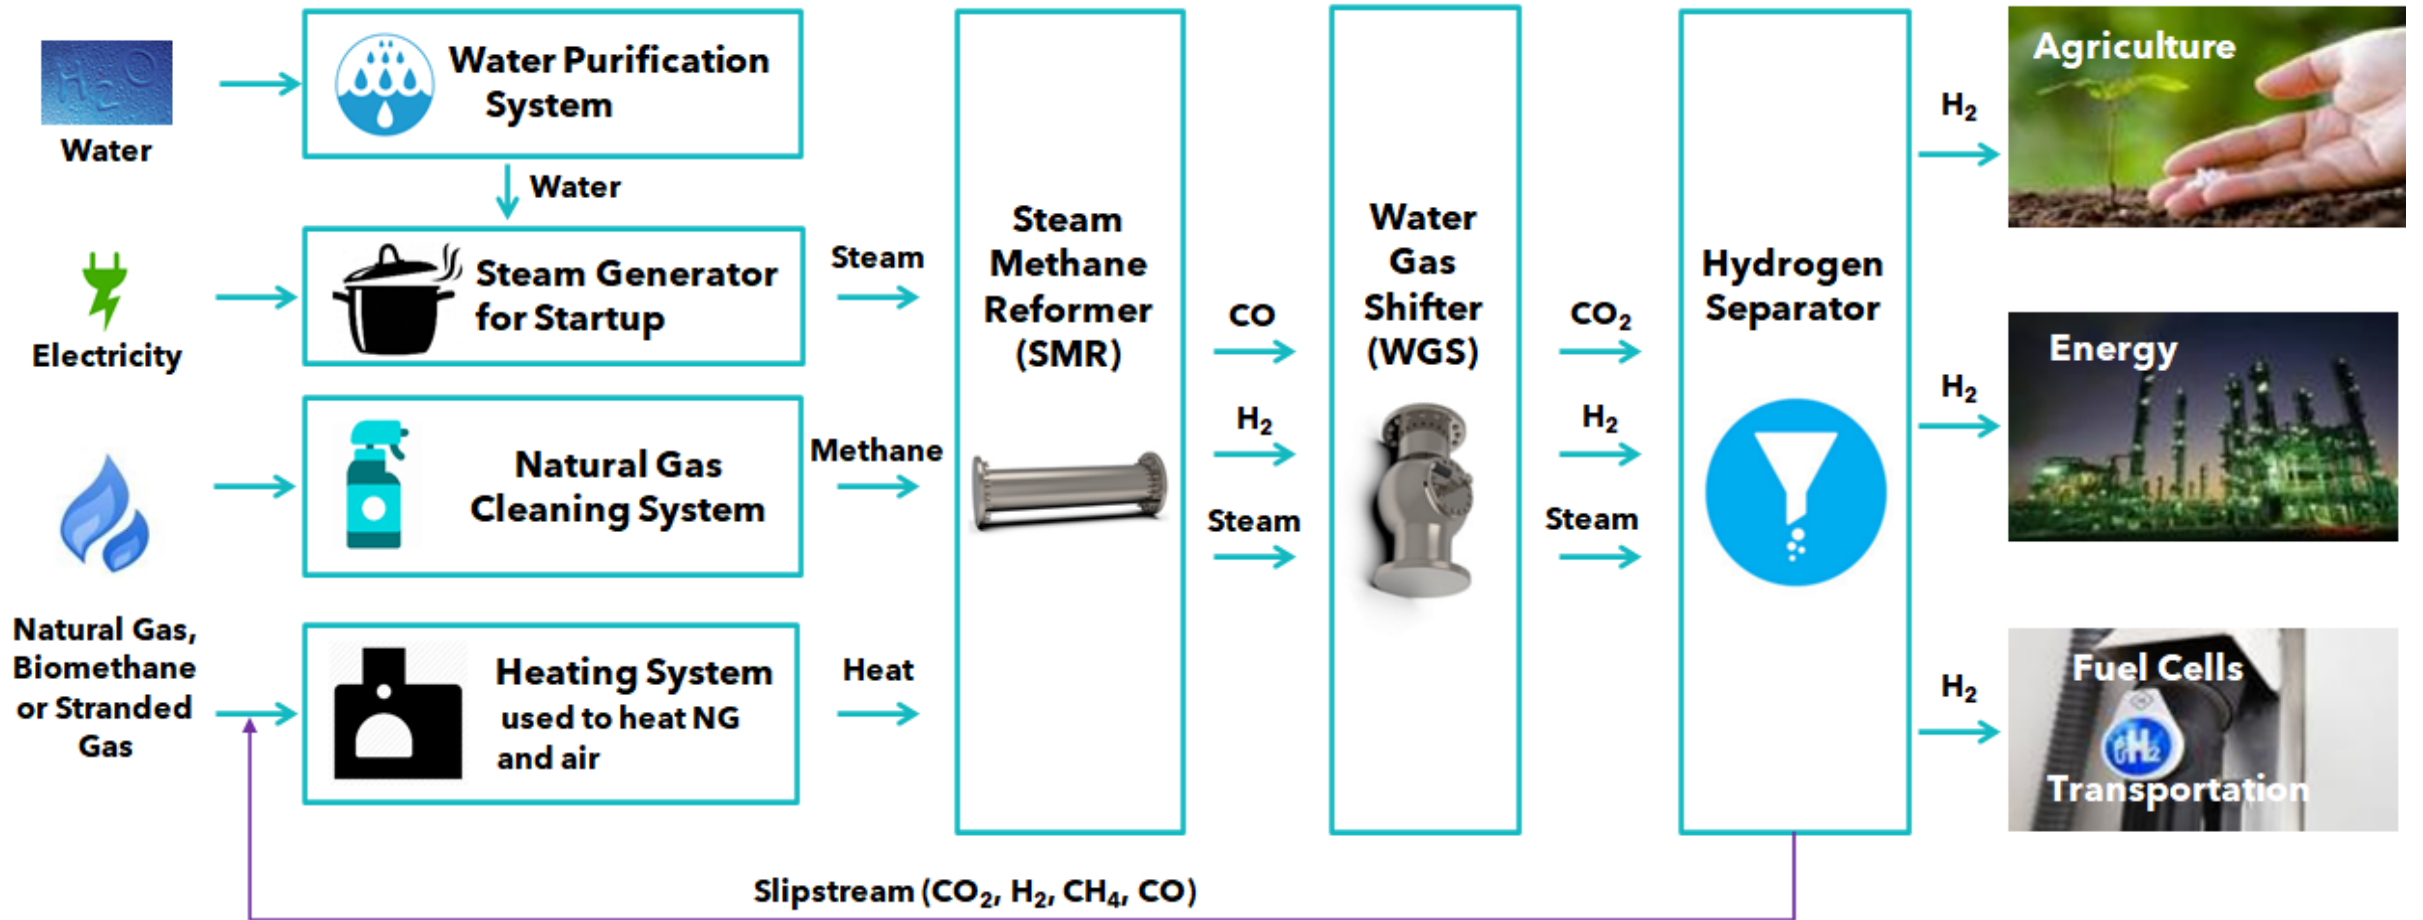 H2O
Water
Water Purification
System
Water
Electricity
Steam Generator
for Startup
Steam
Natural Gas,
Biomethane
or Stranded
Gas
Natural Gas
Cleaning System
Methane
Heating System
used to heat NG
and air
Heat
Steam
Methane
Reformer
(SMR)
CO
H₂
Steam
Water
Gas
Shifter
(WGS)
CO₂
H₂
Steam
Hydrogen
Separator
H₂
Agriculture
H₂
Energy
H₂
Fuel Cells
H2
Transportation
Slipstream (CO₂, H₂, CH₄, CO)